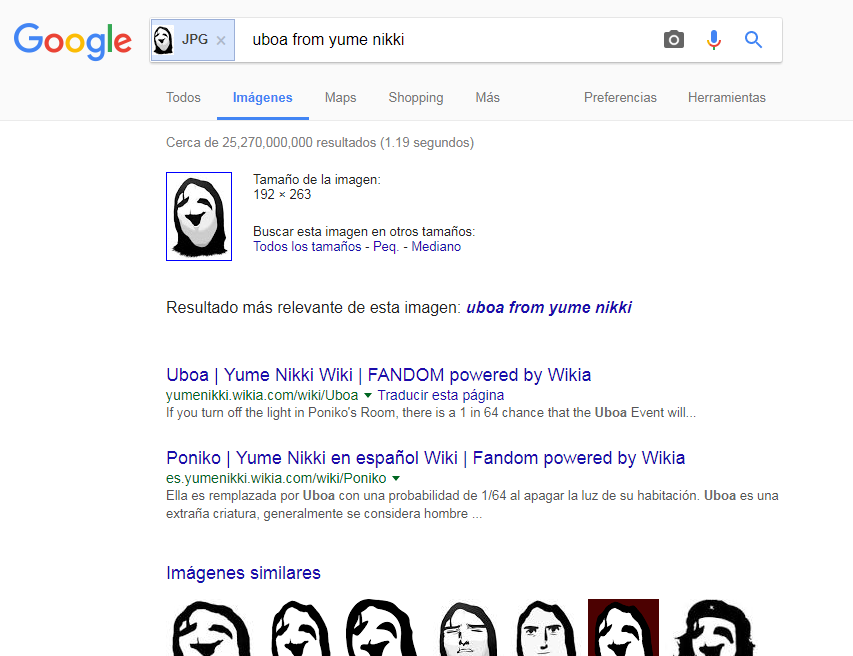 Google
JPG × uboa from yume nikki
Todos Imágenes Maps Shopping Más Preferencias Herramientas
Cerca de 25,270,000,000 resultados (1.19 segundos)
Tamaño de la imagen:
192 × 263
Buscar esta imagen en otros tamaños:
Todos los tamaños - Peq. - Mediano
Resultado más relevante de esta imagen: uboa from yume nikki
Uboa | Yume Nikki Wiki | FANDOM powered by Wikia
yumenikki.wikia.com/wiki/Uboa ▼ Traducir esta página
If you turn off the light in Poniko's Room, there is a 1 in 64 chance that the Uboa Event will...
Poniko | Yume Nikki en español Wiki | Fandom powered by Wikia
es.yumenikki.wikia.com/wiki/Poniko ▼
Ella es remplazada por Uboa con una probabilidad de 1/64 al apagar la luz de su habitación. Uboa es una
extraña criatura, generalmente se considera hombre ...
Imágenes similares